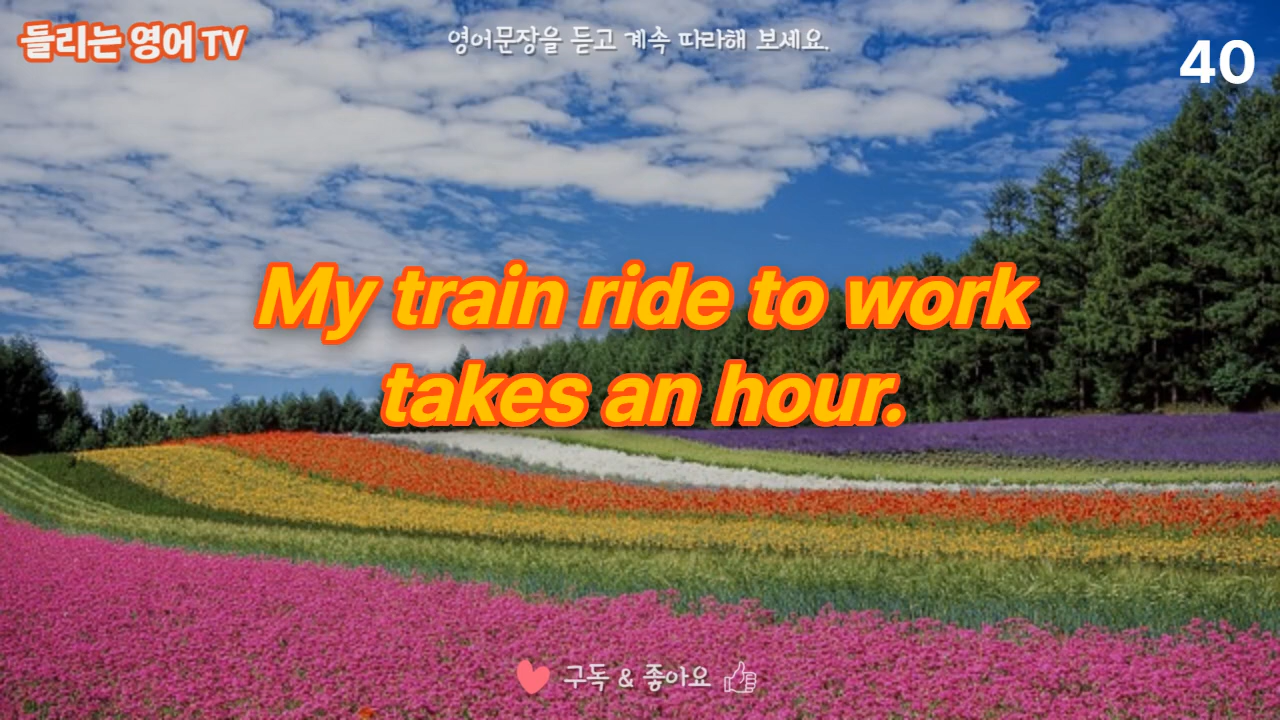 들리는 영어 TV
영어문장을 듣고 계속 따라해 보세요.
40
My train ride to work
takes an hour.
구독 & 좋아요